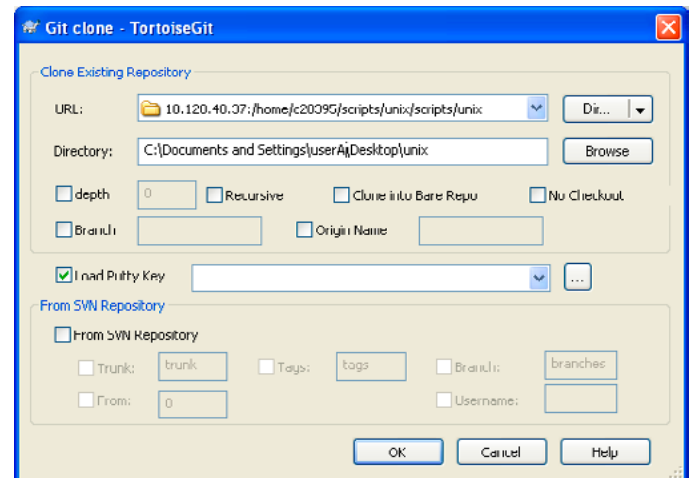 Git clone - TortoiseGit
Clone Existing Repository
URL: 10.120.40.37:/home/c20395/scripts/unix/scripts/unix Dir...
Directory: C:\Documents and Settings\userA\Desktop\unix Browse
depth 0 Recursive Clone into Bare Repo No Checkout
Branch Origin Name
Load Putty Key ...
From SVN Repository
From SVN Repository
Trunk: trunk Tags: tags Branch: branches
From: 0 Username:
OK Cancel Help